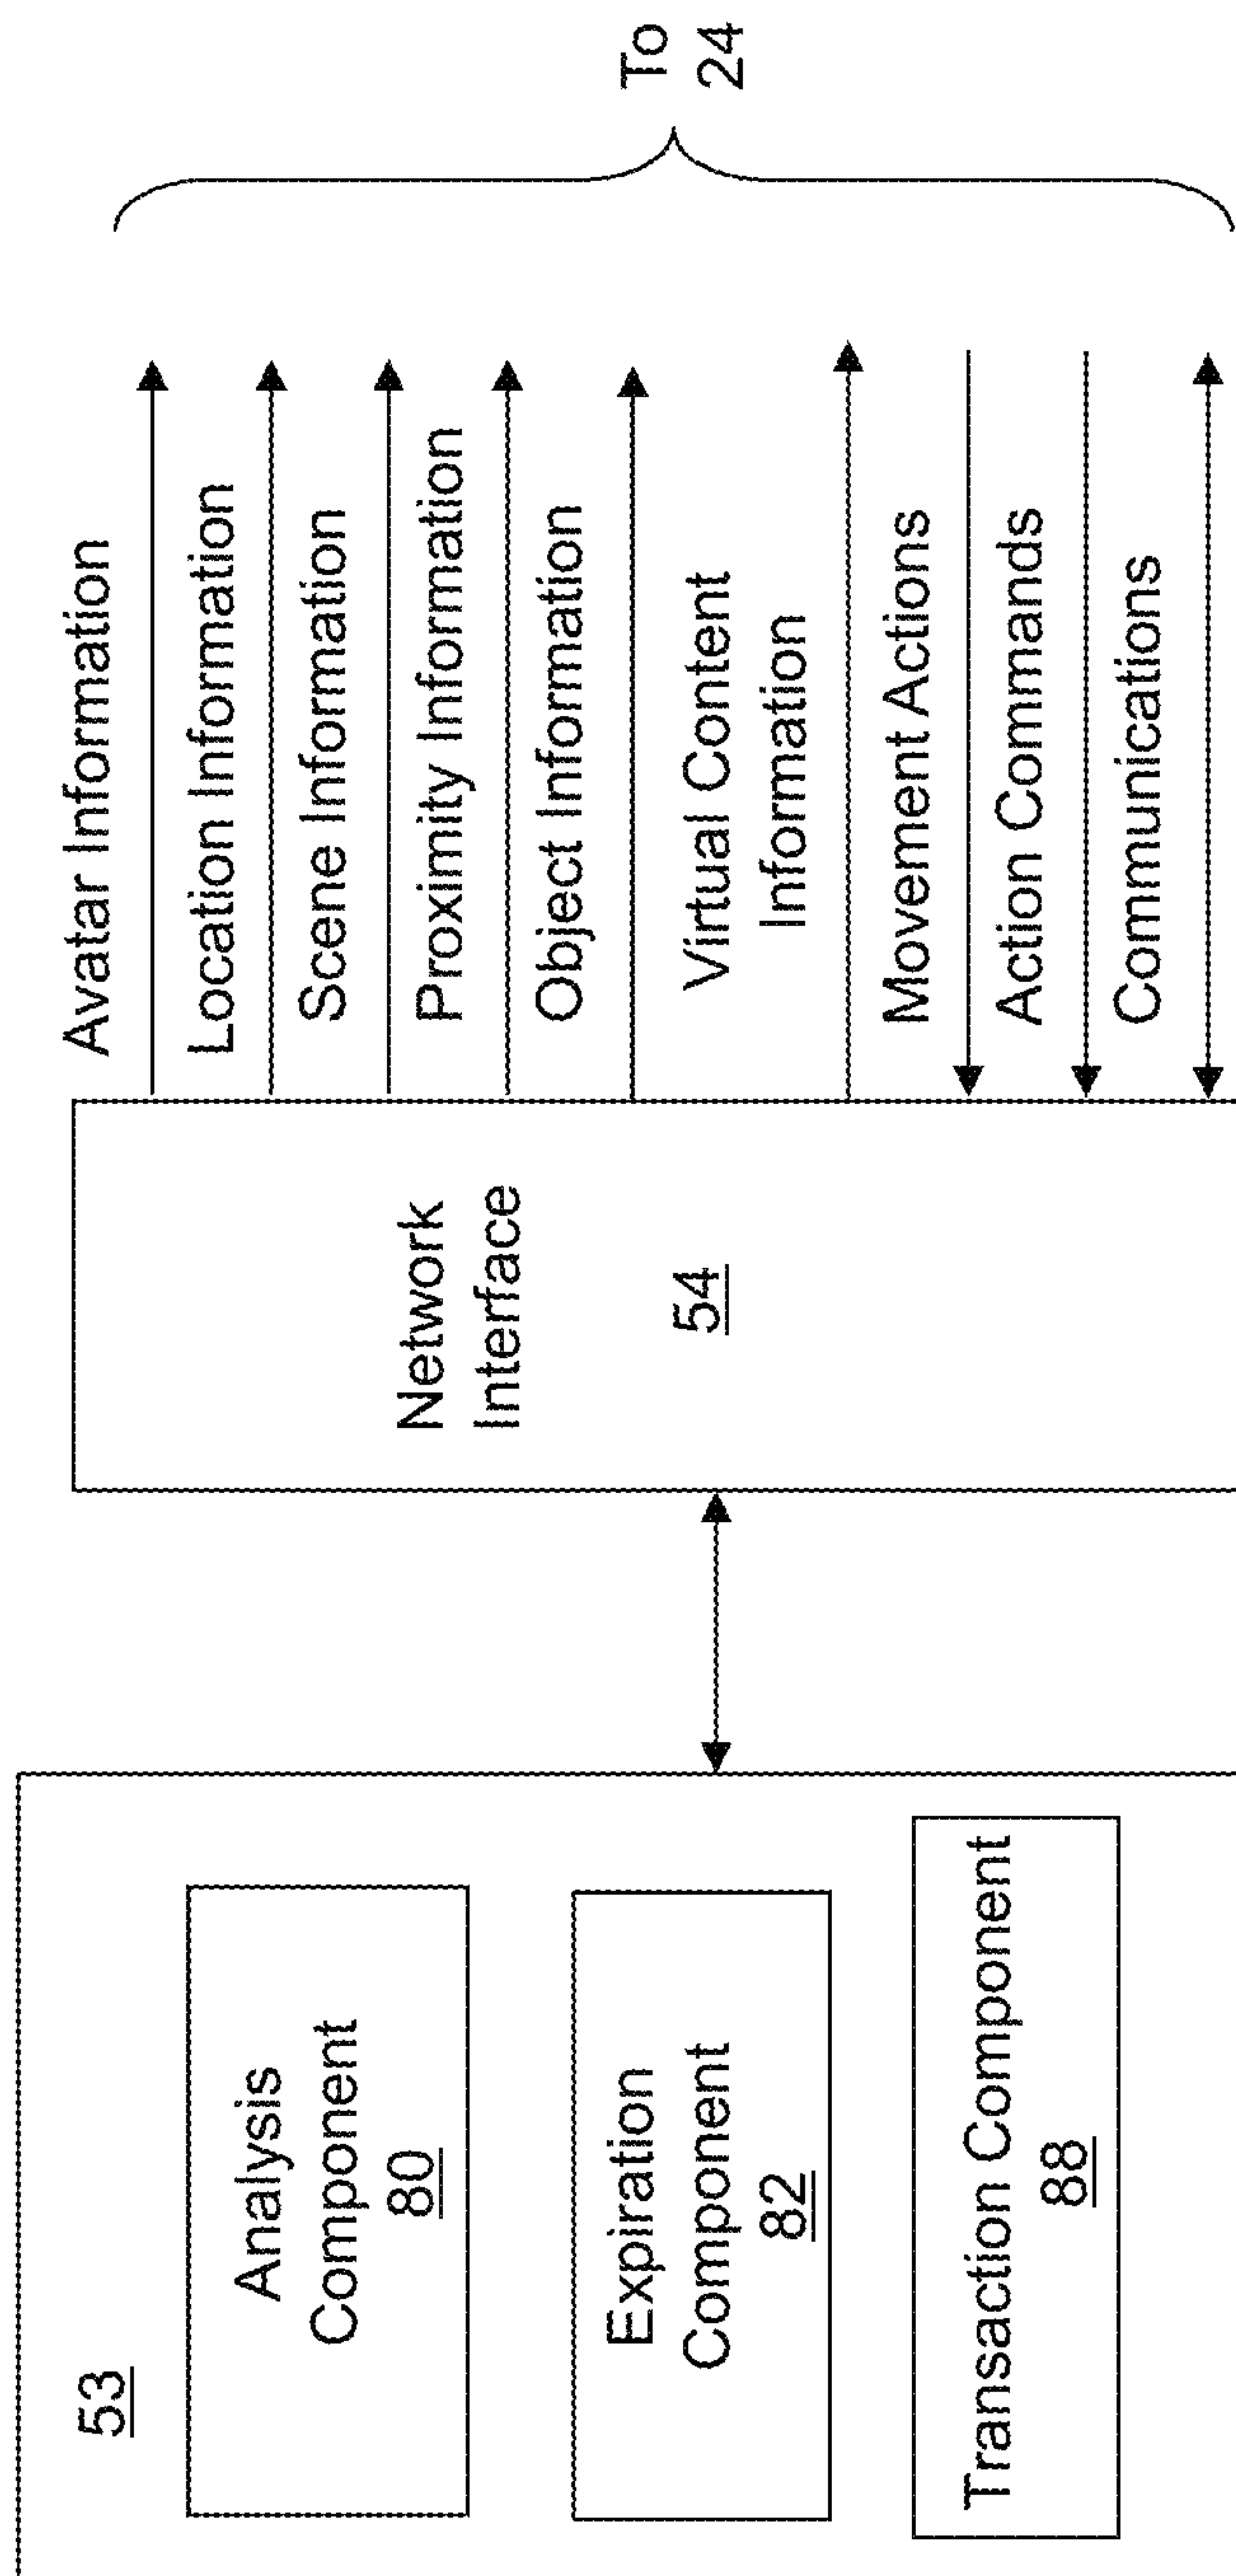 53
Analysis
Component
80
Expiration
Component
82
Transaction Component
88
Network
Interface
54
Avatar Information
Location Information
Scene Information
Proximity Information
Object Information
Virtual Content
Information
Movement Actions
Action Commands
Communications
To
24